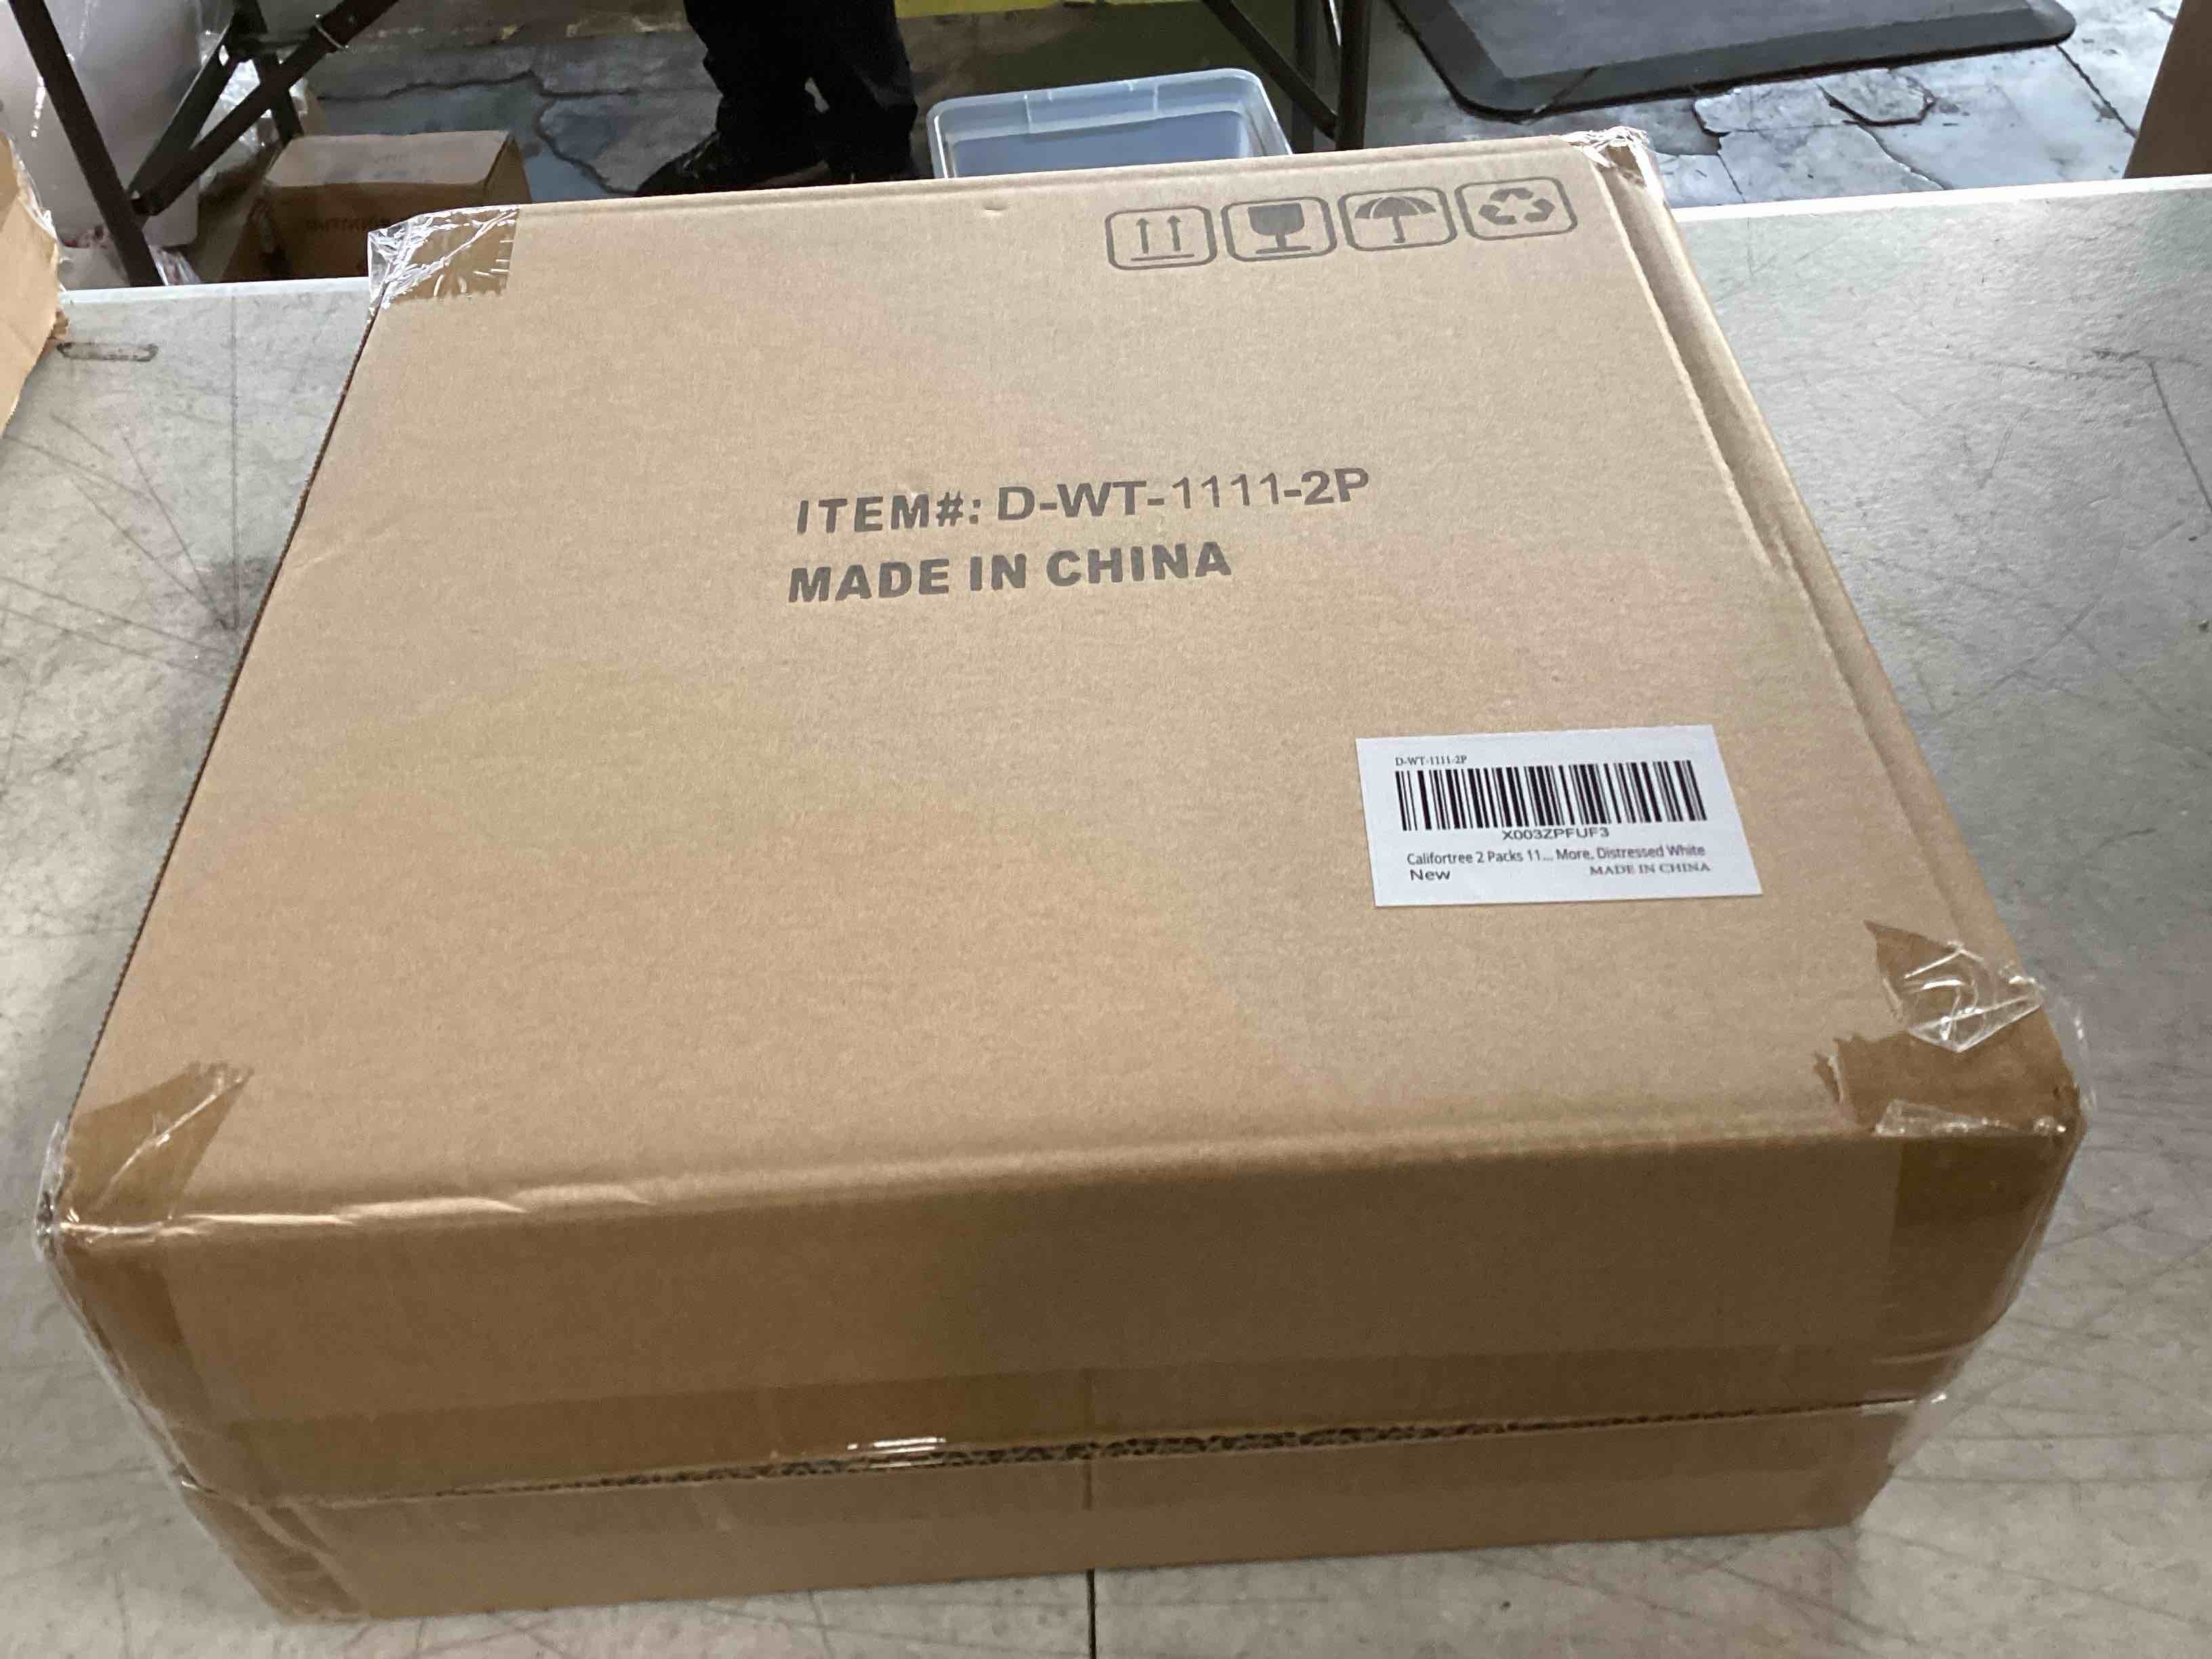 ITEM#: D-WT-1111-2P
MADE IN CHINA
D-WT-1111-2P
X003ZPFUF3
Califortree 2 Packs 11... More, Distressed White
New MADE IN CHINA